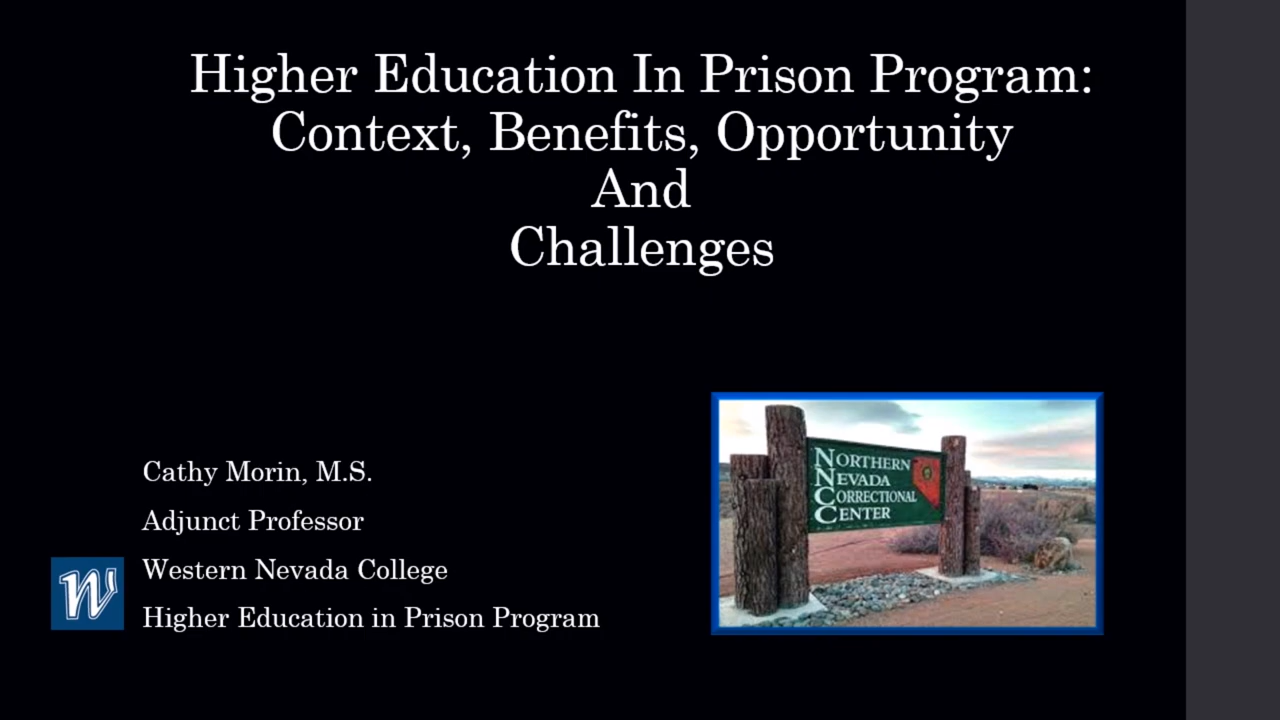 Higher Education In Prison Program:
Context, Benefits, Opportunity
And
Challenges
Cathy Morin, M.S.
Adjunct Professor
Western Nevada College
Higher Education in Prison Program
W
NORTHERN
NEVADA
CORRECTIONAL
CENTER